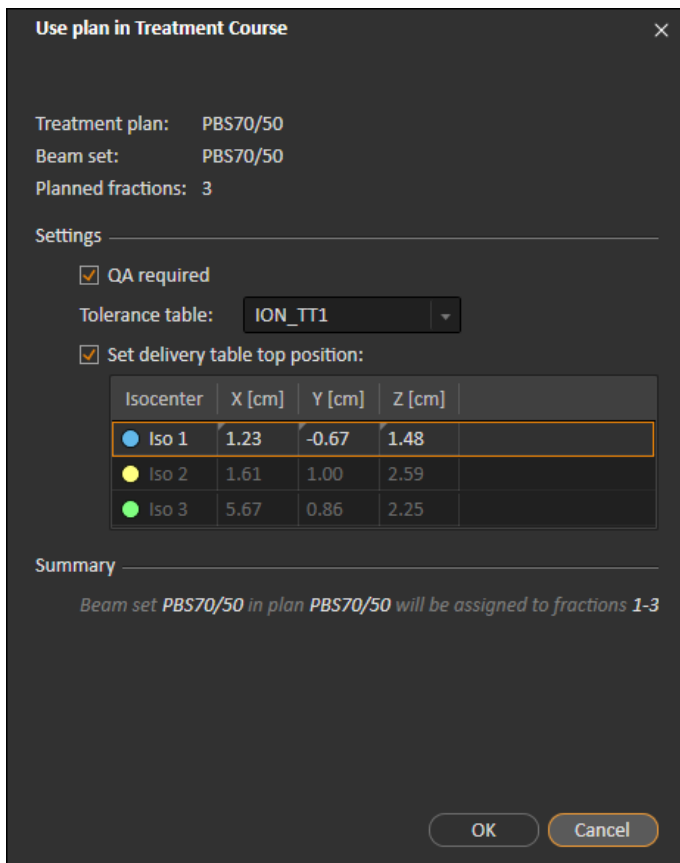 Use plan in Treatment Course
Treatment plan: PBS70/50
Beam set: PBS70/50
Planned fractions: 3
Settings
QA required
Tolerance table: ION_TT1
Set delivery table top position:
Isocenter X [cm] Y [cm] Z [cm]
Iso 1 1.23 -0.67 1.48
Iso 2 1.61 1.00 2.59
Iso 3 5.67 0.86 2.25
Summary
Beam set PBS70/50 in plan PBS70/50 will be assigned to fractions 1-3
OK Cancel